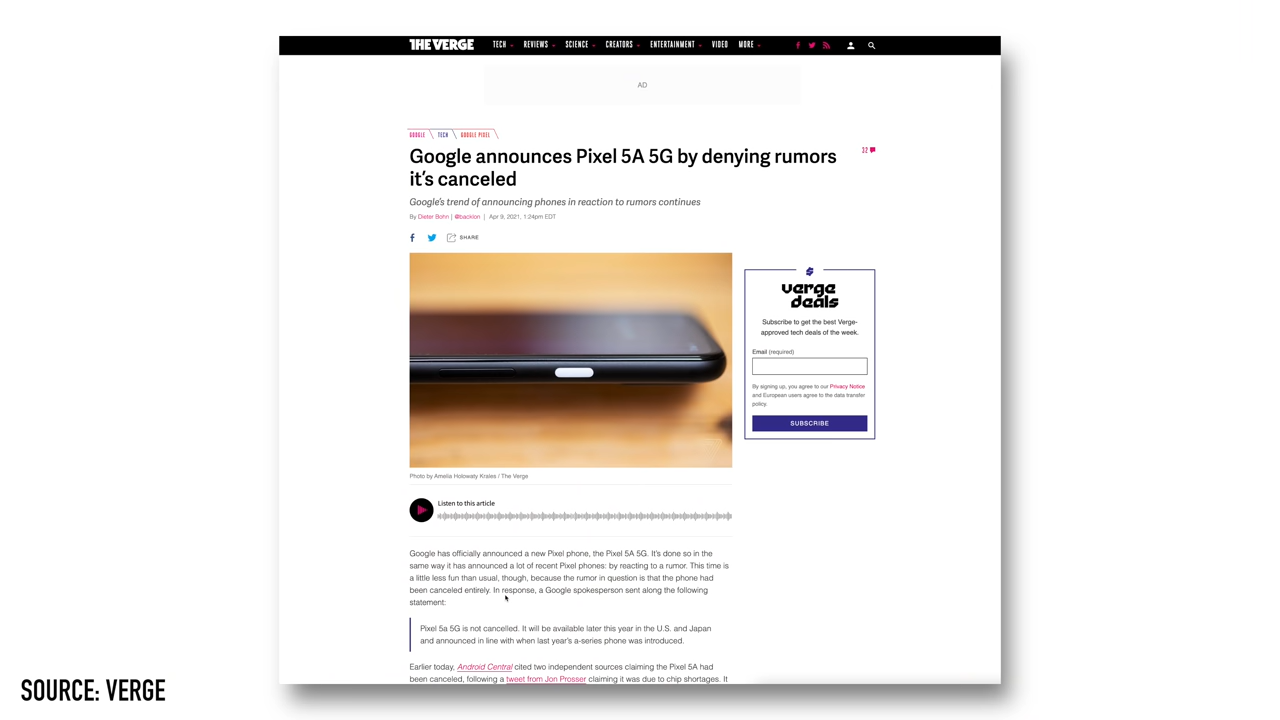 THE VERGE TECH REVIEWS SCIENCE CREATORS ENTERTAINMENT VIDEO MORE
AD
GOOGLE TECH GOOGLE PIXEL
Google announces Pixel 5A 5G by denying rumors
it's canceled
32
Google's trend of announcing phones in reaction to rumors continues
By Dieter Bohn | @backlon | Apr 9, 2021, 1:24pm EDT
SHARE
verge
deals
Subscribe to get the best Verge-
approved tech deals of the week.
Email (required)
By signing up, you agree to our Privacy Notice
and European users agree to the data transfer
policy.
SUBSCRIBE
Photo by Amelia Holowaty Krales / The Verge
Listen to this article
Google has officially announced a new Pixel phone, the Pixel 5A 5G. It's done so in the
same way it has announced a lot of recent Pixel phones: by reacting to a rumor. This time is
a little less fun than usual, though, because the rumor in question is that the phone had
been canceled entirely. In response, a Google spokesperson sent along the following
statement:
Pixel 5a 5G is not cancelled. It will be available later this year in the U.S. and Japan
and announced in line with when last year's a-series phone was introduced.
Earlier today, Android Central cited two independent sources claiming the Pixel 5A had
been canceled, following a tweet from Jon Prosser claiming it was due to chip shortages. It
SOURCE: VERGE